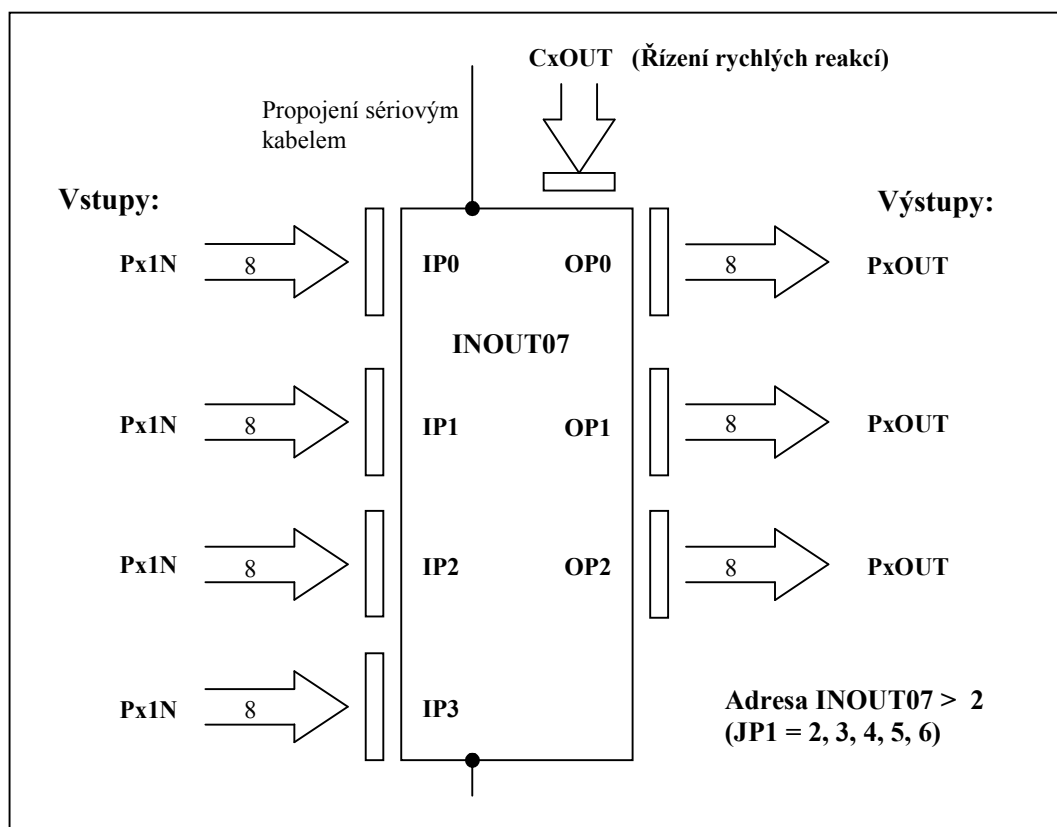 CxOUT (Řízení rychlých reakcí)
Propojení sériovým
kabelem
Vstupy:
Výstupy:
Px1N
8
IP0
OP0
8
PxOUT
INOUT07
Px1N
8
IP1
OP1
8
PxOUT
Px1N
8
IP2
OP2
8
PxOUT
Px1N
8
IP3
Adresa INOUT07 > 2
(JP1 = 2, 3, 4, 5, 6)